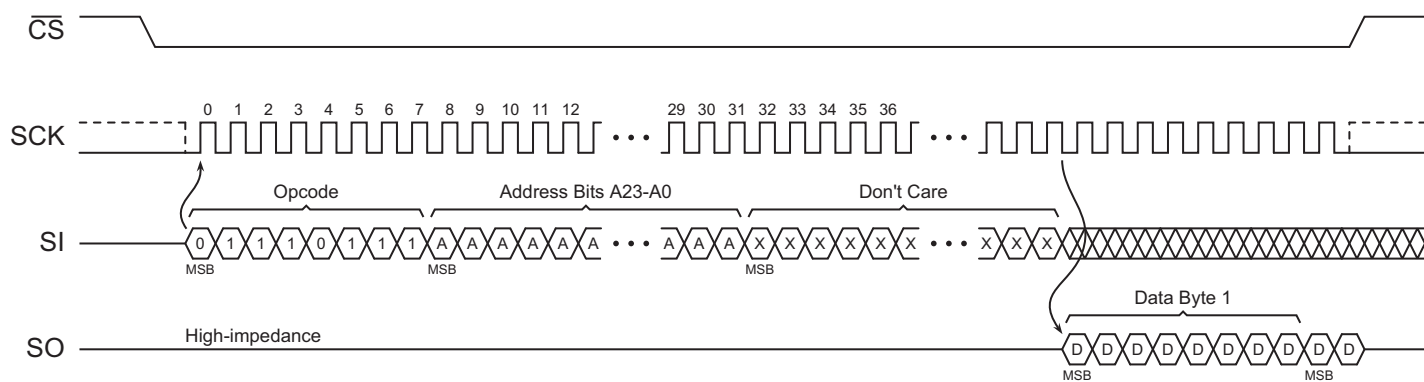 CS
0 1 2 3 4 5 6 7 8 9 10 11 12 29 30 31 32 33 34 35 36
SCK
Opcode Address Bits A23-A0 Don't Care
SI 0 1 1 1 0 1 1 1 A A A A A A A A A X X X X X X X X X
MSB MSB MSB
Data Byte 1
SO High-impedance D D D D D D D D D D
MSB MSB